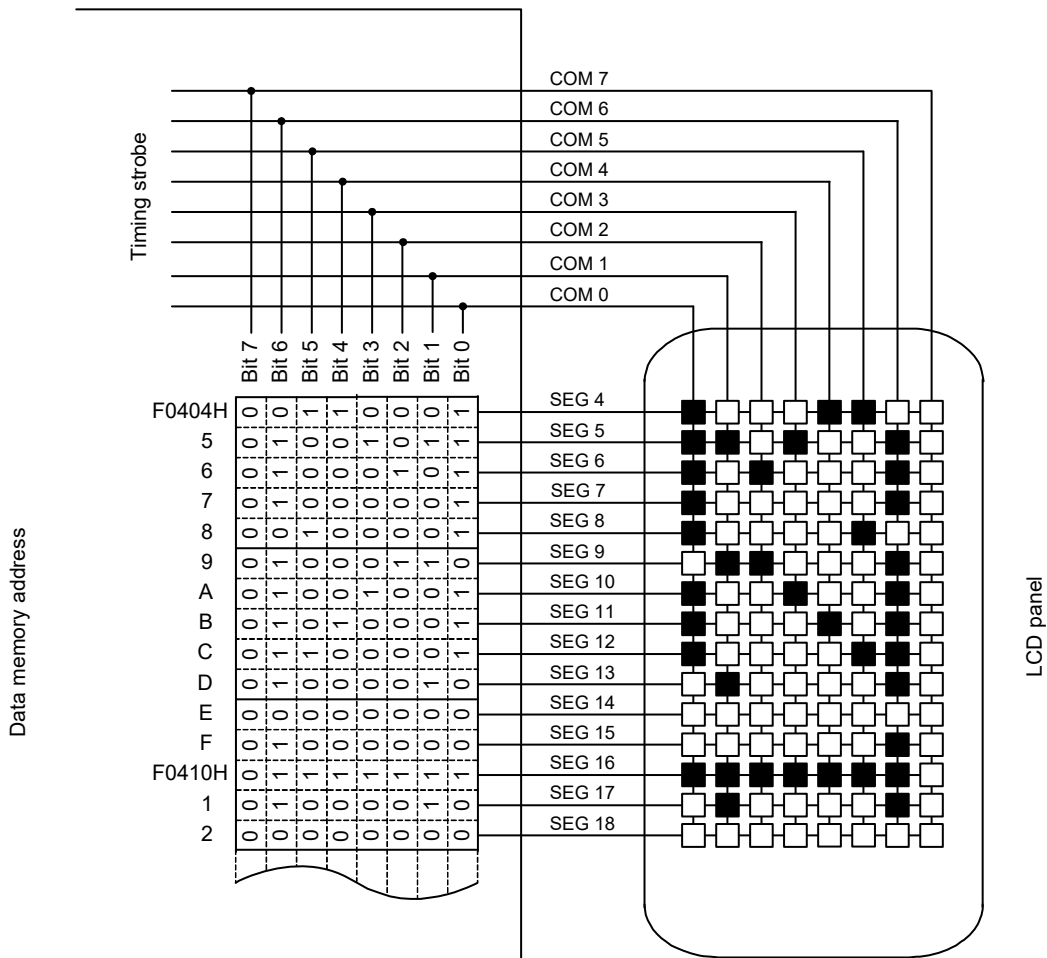 COM 7
COM 6
COM 5
COM 4
COM 3
COM 2
COM 1
COM 0
Timing strobe
Bit 7 Bit 6 Bit 5 Bit 4 Bit 3 Bit 2 Bit 1 Bit 0
F0404H 0 0 1 1 0 0 0 1 SEG 4
5 0 1 0 0 1 0 1 1 SEG 5
6 0 1 0 0 0 1 0 1 SEG 6
7 0 1 0 0 0 0 0 1 SEG 7
8 0 0 1 0 0 0 0 1 SEG 8
9 0 1 0 0 0 1 1 0 SEG 9
A 0 1 0 0 1 0 0 1 SEG 10
B 0 1 0 1 0 0 0 1 SEG 11
C 0 1 1 0 0 0 0 1 SEG 12
D 0 1 0 0 0 0 1 0 SEG 13
E 0 0 0 0 0 0 0 0 SEG 14
F 0 1 0 0 0 0 0 0 SEG 15
F0410H 0 1 1 1 1 1 1 1 SEG 16
1 0 1 0 0 0 0 1 0 SEG 17
2 0 0 0 0 0 0 0 0 SEG 18
Data memory address
LCD panel